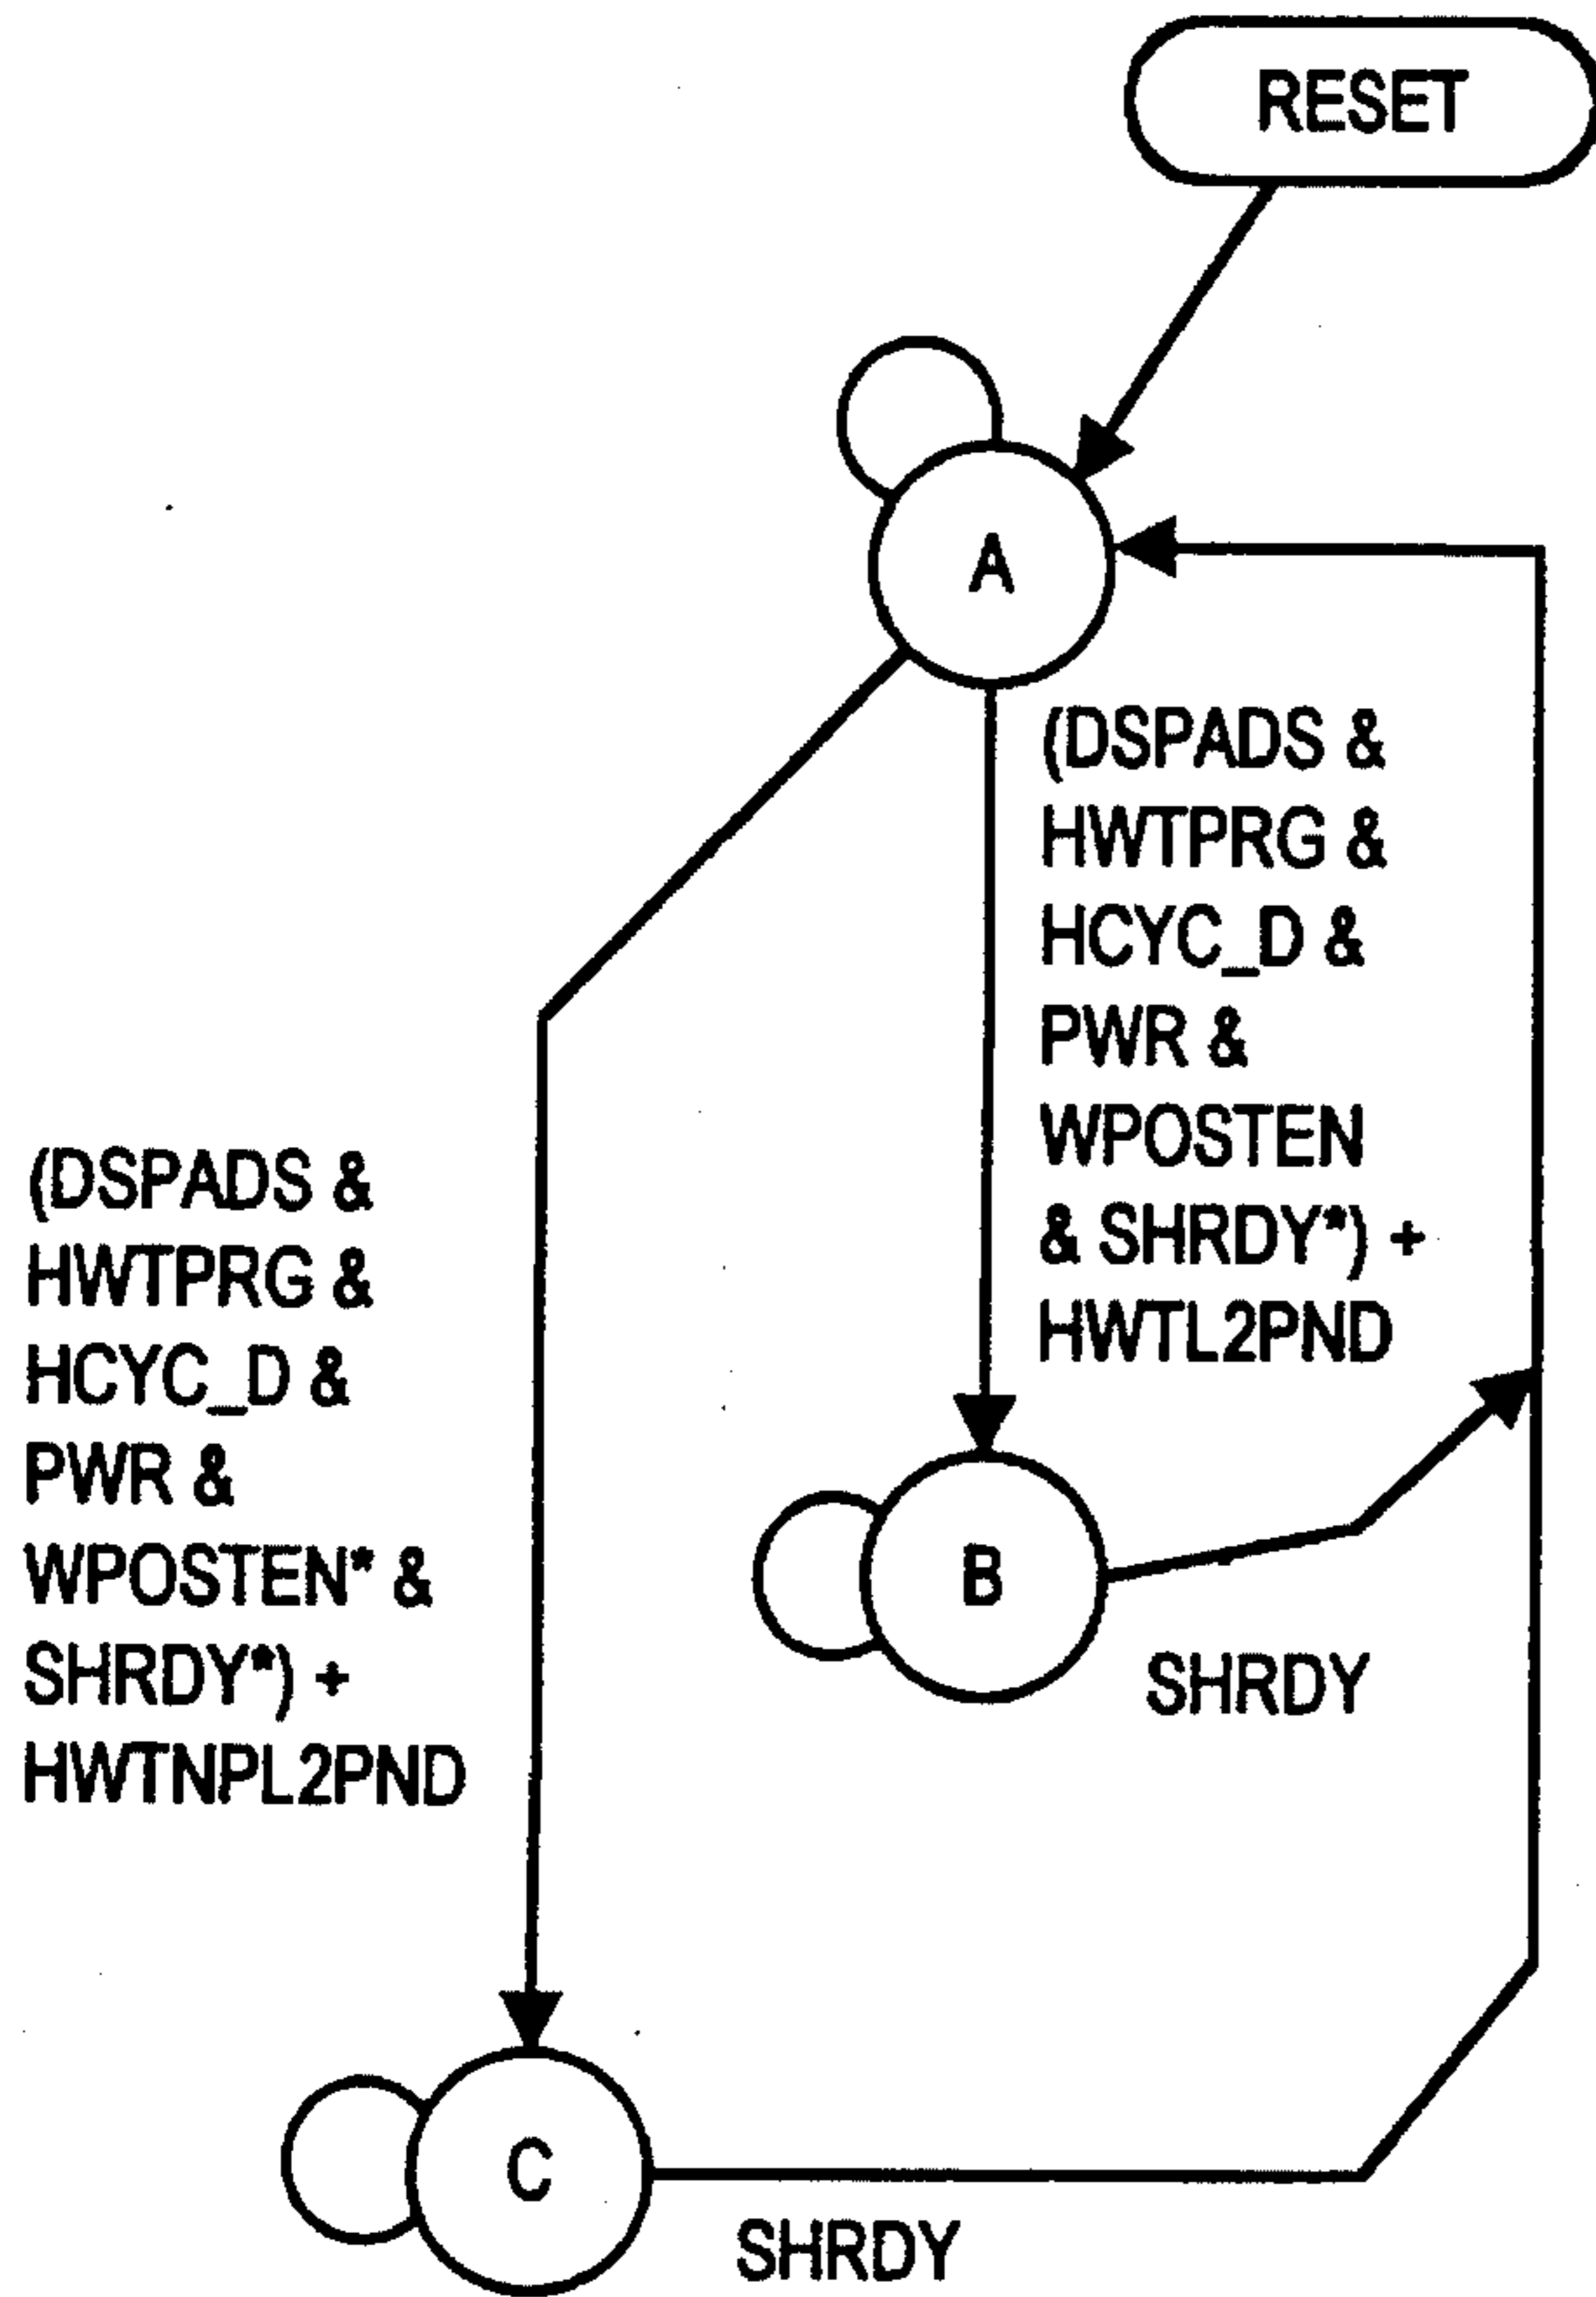 RESET
A
(DSPADS &
HWTPRG &
HCYC_D &
PWR &
WPOSTEN
& SHRDY*) +
HWTL2PND
(DSPADS &
HWTPRG &
HCYC_D &
PWR &
WPOSTEN* &
SHRDY*) +
HWTNPL2PND
B
SHRDY
C
SHRDY